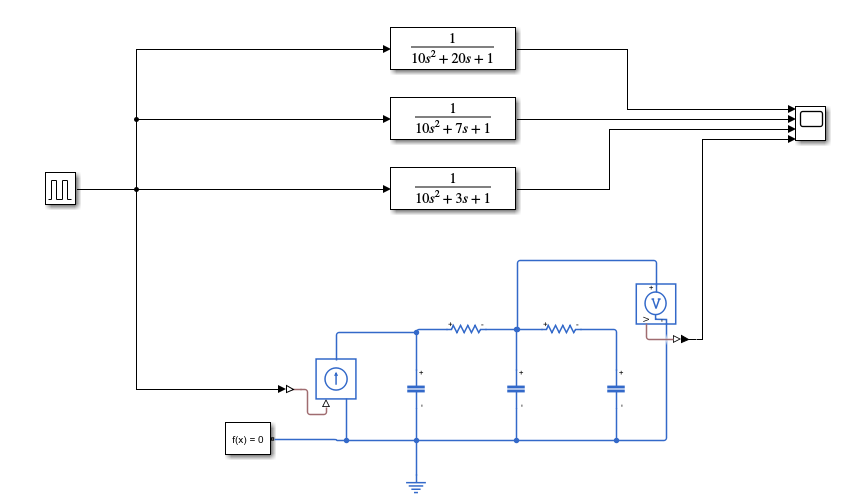 1
10s² + 20s + 1
1
10s² + 7s + 1
1
10s² + 3s + 1
+
V
+ -
+ -
+
+
+
-
-
-
f(x) = 0